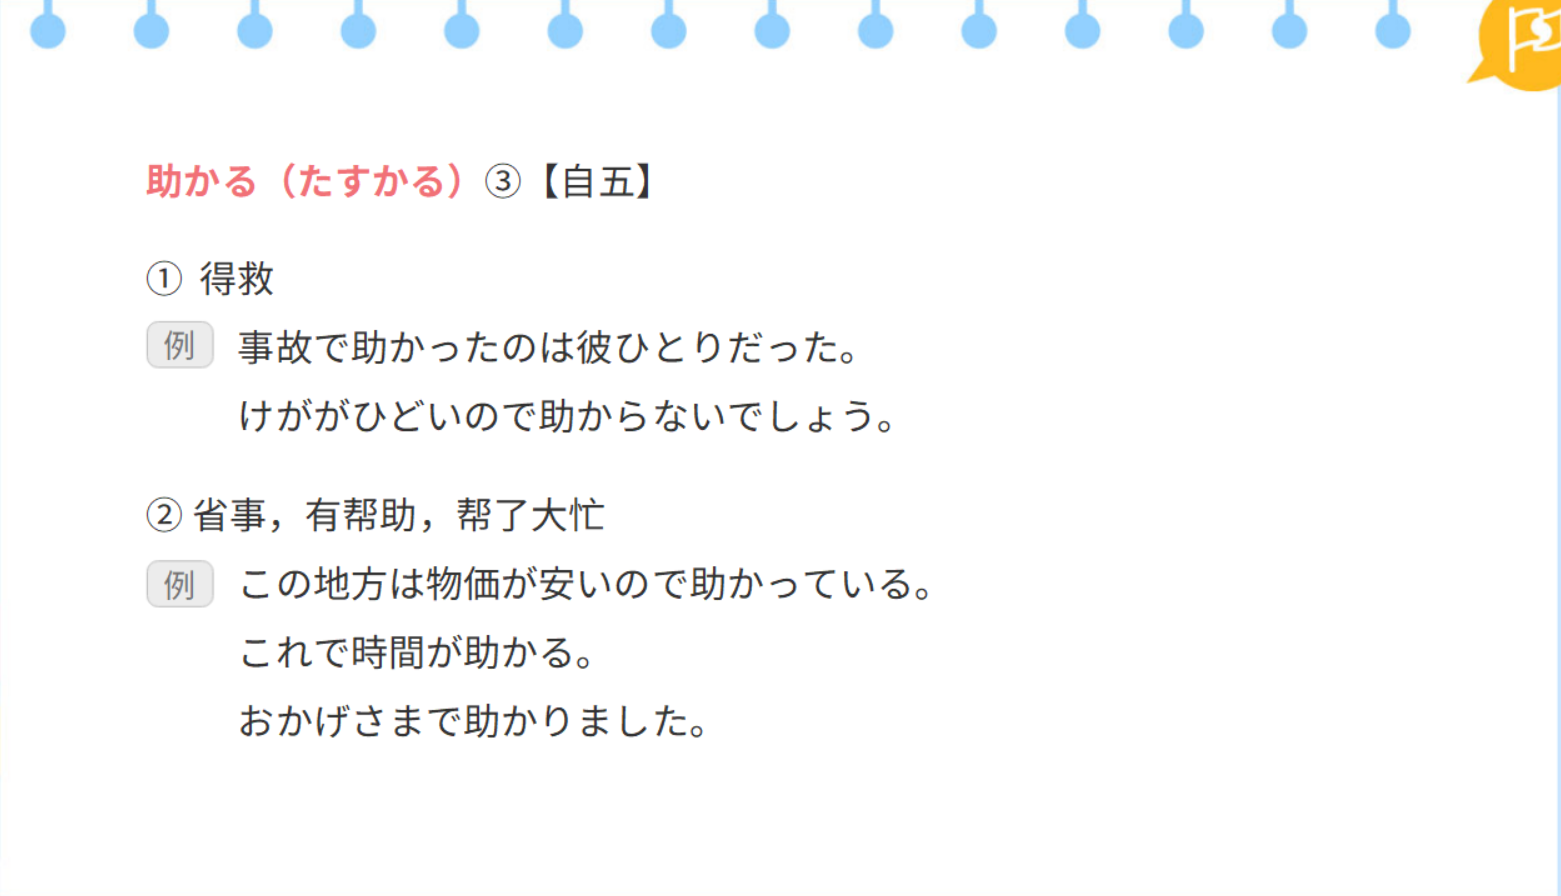 助かる（たすかる）③【自五】
① 得救
例 事故で助かったのは彼ひとりだった。
けががひどいので助からないでしょう。
② 省事，有帮助，帮了大忙
例 この地方は物価が安いので助かっている。
これで時間が助かる。
おかげさまで助かりました。